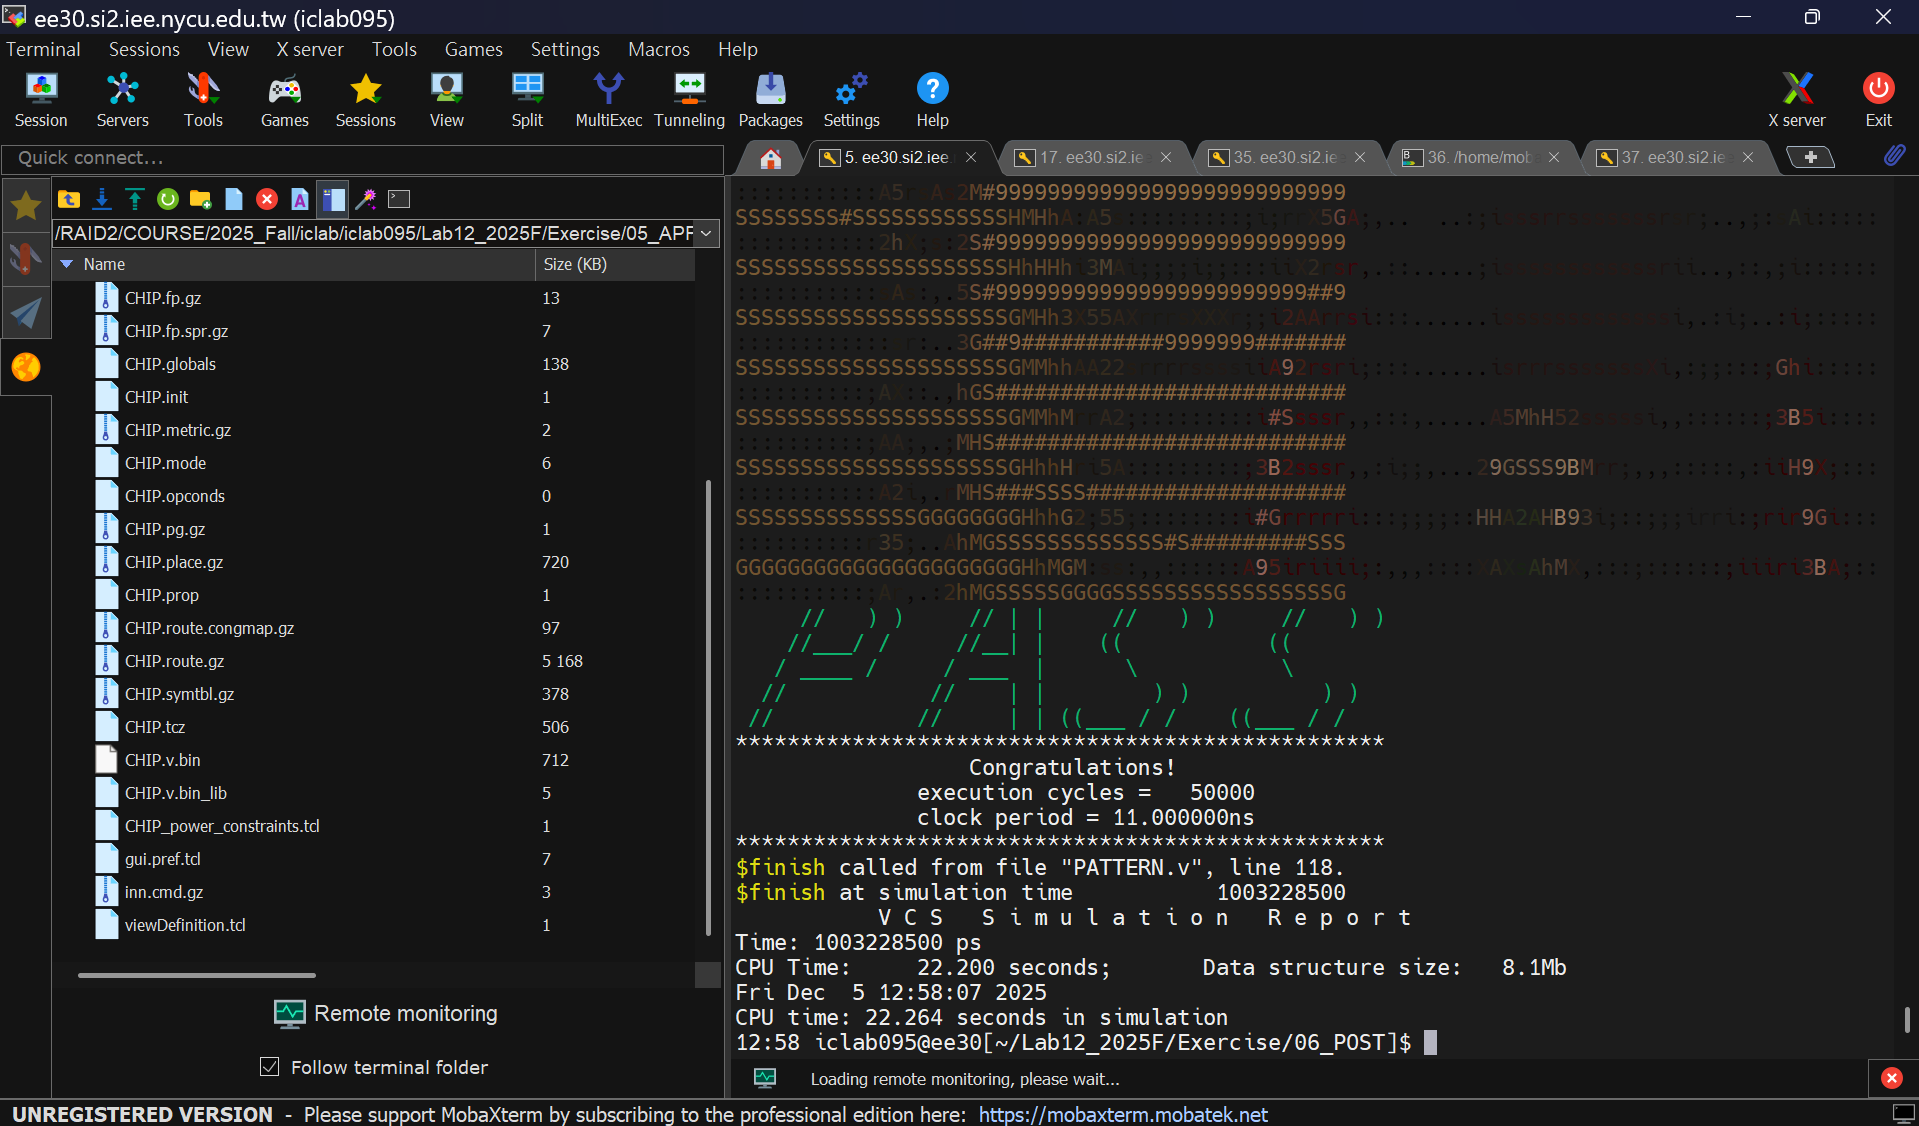 ee30.si2.iee.nycu.edu.tw (iclab095)
Terminal Sessions View X server Tools Games Settings Macros Help
Session Servers Tools Games Sessions View Split MultiExec Tunneling Packages Settings Help X server Exit
Quick connect...
5. ee30.si2.iee. 17. ee30.si2.ie 35. ee30.si2.ie 36. /home/mob 37. ee30.si2.ie
/RAID2/COURSE/2025_Fall/iclab/iclab095/Lab12_2025F/Exercise/05_APR
Name Size (KB)
CHIP.fp.gz 13
CHIP.fp.spr.gz 7
CHIP.globals 138
CHIP.init 1
CHIP.metric.gz 2
CHIP.mode 6
CHIP.opconds 0
CHIP.pg.gz 1
CHIP.place.gz 720
CHIP.prop 1
CHIP.route.congmap.gz 97
CHIP.route.gz 5 168
CHIP.symtbl.gz 378
CHIP.tcz 506
CHIP.v.bin 712
CHIP.v.bin_lib 5
CHIP_power_constraints.tcl 1
gui.pref.tcl 7
inn.cmd.gz 3
viewDefinition.tcl 1
Remote monitoring
Follow terminal folder
PASS
**************************************************
Congratulations!
execution cycles = 50000
clock period = 11.000000ns
**************************************************
$finish called from file "PATTERN.v", line 118.
$finish at simulation time 1003228500
V C S S i m u l a t i o n R e p o r t
Time: 1003228500 ps
CPU Time: 22.200 seconds; Data structure size: 8.1Mb
Fri Dec 5 12:58:07 2025
CPU time: 22.264 seconds in simulation
12:58 iclab095@ee30[~/Lab12_2025F/Exercise/06_POST]$
Loading remote monitoring, please wait...
UNREGISTERED VERSION - Please support MobaXterm by subscribing to the professional edition here: https://mobaxterm.mobatek.net